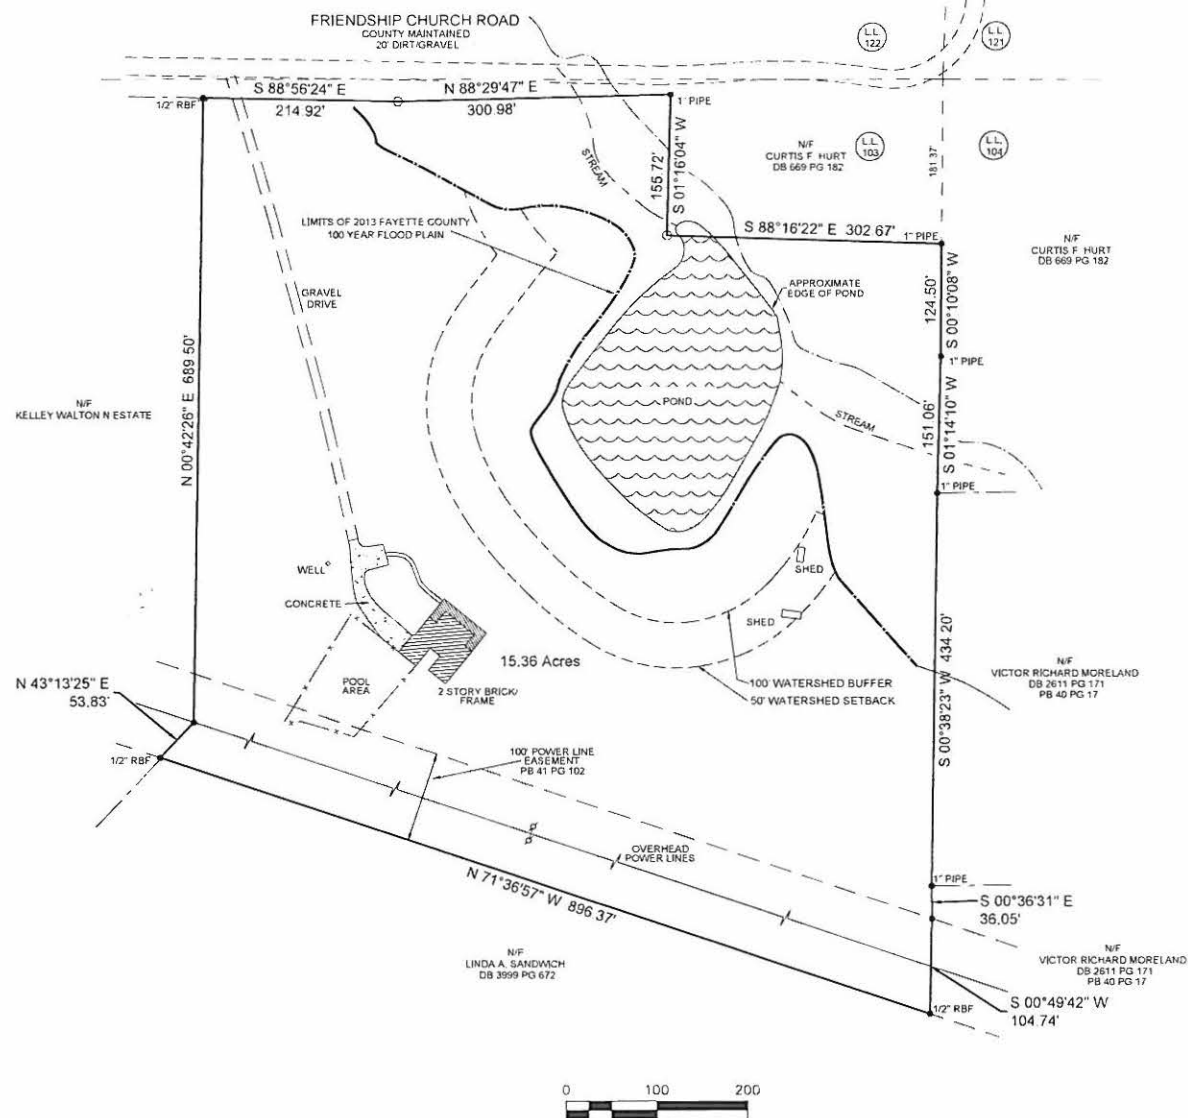 FRIENDSHIP CHURCH ROAD
COUNTY MAINTAINED
20' DIRT/GRAVEL
L.L. 122
L.L. 121
S 88°56'24" E
214.92'
N 88°29'47" E
300.98'
1/2" RBF
1" PIPE
S 01°16'04" W
155.72'
N/F
CURTIS F. HURT
DB 669 PG 182
L.L. 103
L.L. 104
181.37'
STREAM
LIMITS OF 2013 FAYETTE COUNTY
100 YEAR FLOOD PLAIN
S 88°16'22" E 302.67'
1" PIPE
N/F
CURTIS F. HURT
DB 669 PG 182
GRAVEL
DRIVE
APPROXIMATE
EDGE OF POND
124.50'
S 00°10'08" W
1" PIPE
N 00°42'26" E 689.50'
N/F
KELLEY WALTON N ESTATE
POND
STREAM
151.06'
S 01°14'10" W
1" PIPE
WELL
CONCRETE
SHED
SHED
15.36 Acres
POOL
AREA
2 STORY BRICK/
FRAME
100' WATERSHED BUFFER
50' WATERSHED SETBACK
S 00°38'23" W 434.20'
N/F
VICTOR RICHARD MORELAND
DB 2611 PG 171
PB 40 PG 17
N 43°13'25" E
53.83'
1/2" RBF
100' POWER LINE
EASEMENT
PB 41 PG 102
OVERHEAD
POWER LINES
N 71°36'57" W 896.37'
1" PIPE
S 00°36'31" E
36.05'
N/F
LINDA A. SANDWICH
DB 3999 PG 672
N/F
VICTOR RICHARD MORELAND
DB 2611 PG 171
PB 40 PG 17
1/2" RBF
S 00°49'42" W
104.74'
0 100 200